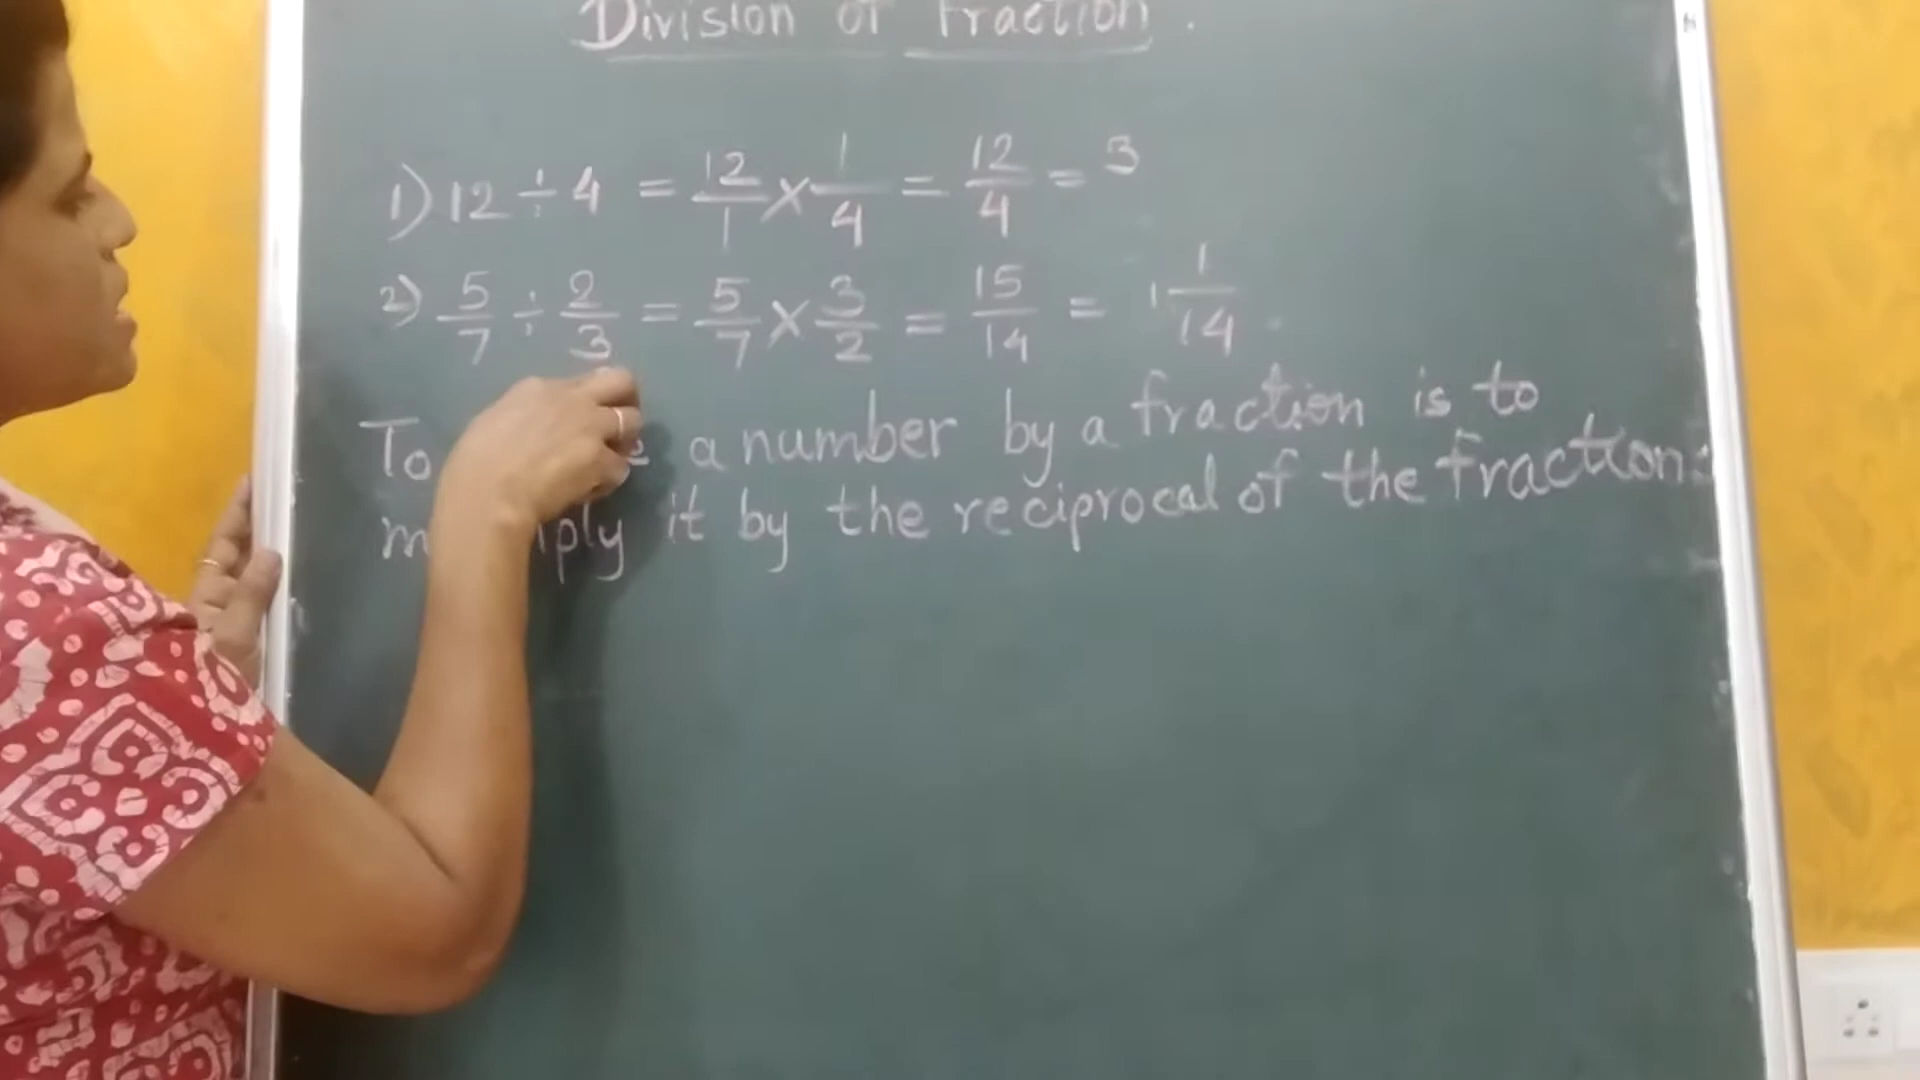 Division of Fraction.
1) 12 ÷ 4 = 12/1 × 1/4 = 12/4 = 3
2) 5/7 ÷ 2/3 = 5/7 × 3/2 = 15/14 = 1 1/14.
To a number by a fraction is to
it by the reciprocal of the fraction